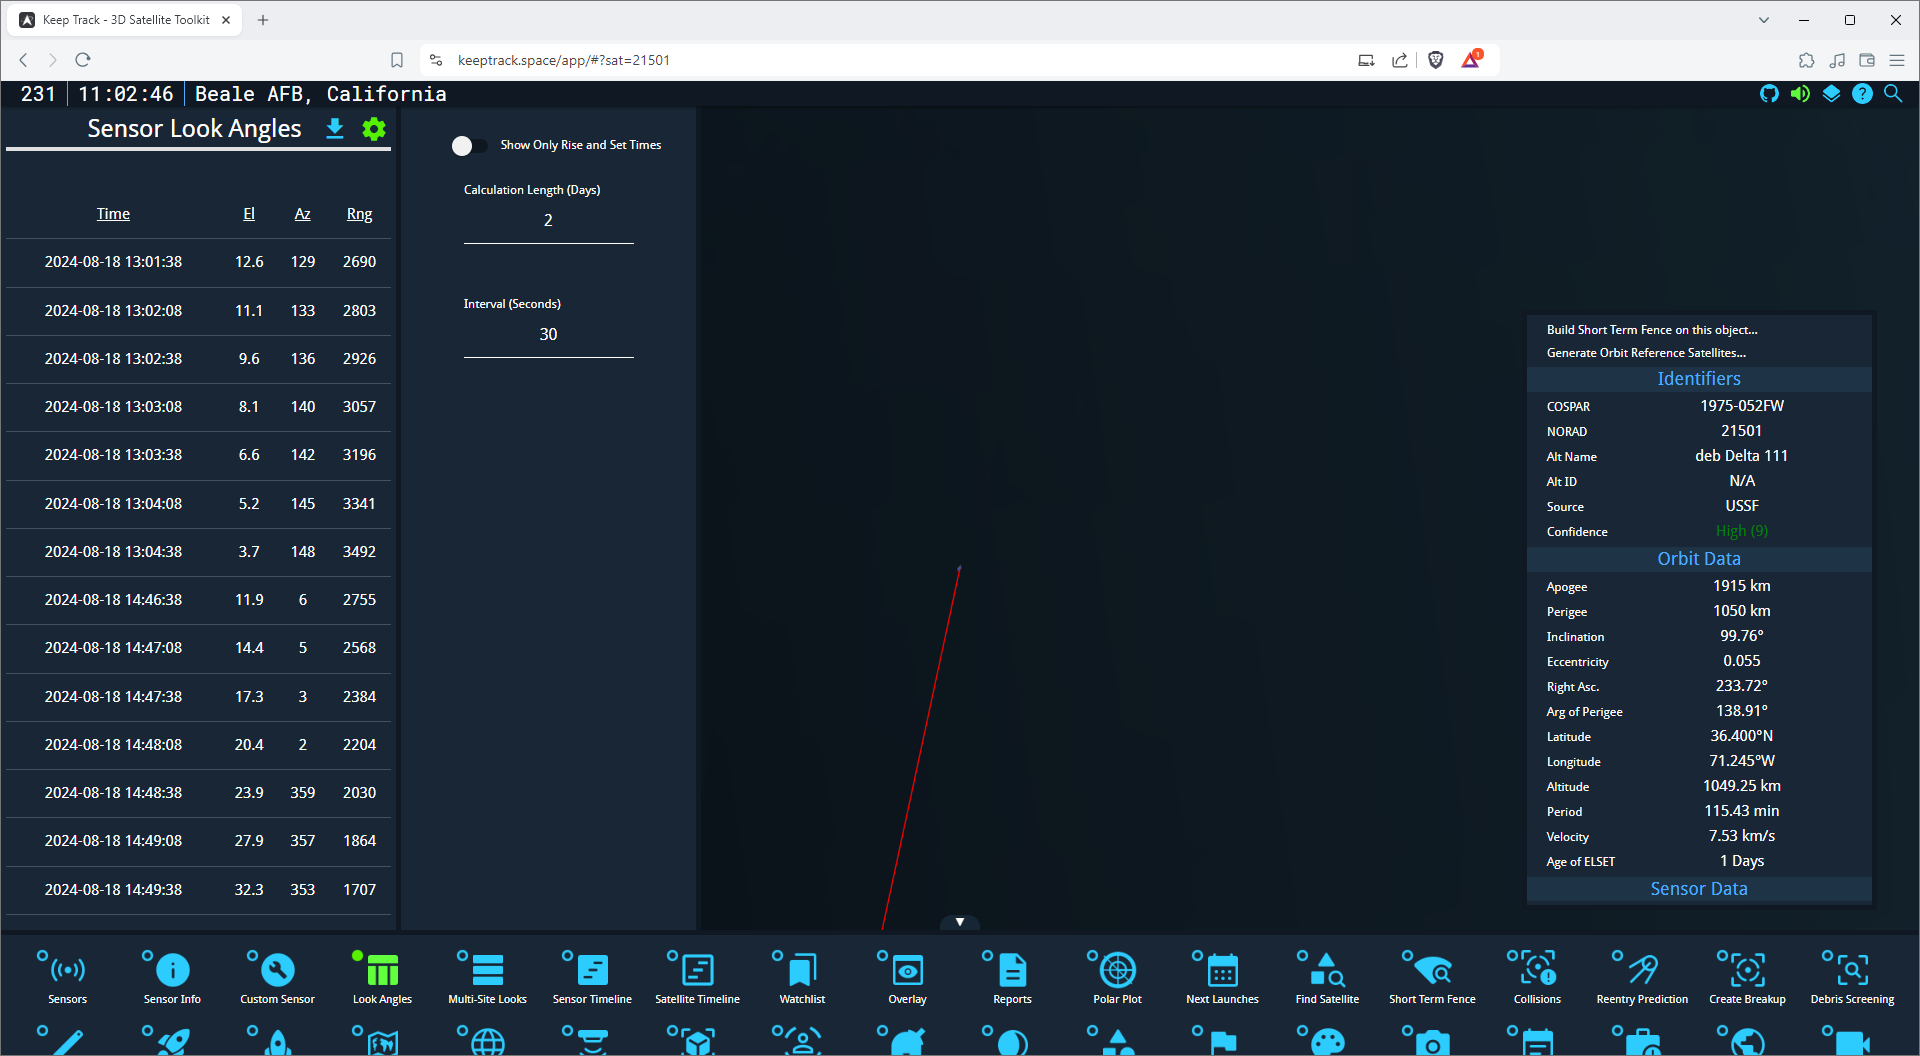 Keep Track - 3D Satellite Toolkit
keeptrack.space/app/#?sat=21501
1
231 11:02:46 Beale AFB, California
?
Sensor Look Angles
Time El Az Rng
2024-08-18 13:01:38 12.6 129 2690
2024-08-18 13:02:08 11.1 133 2803
2024-08-18 13:02:38 9.6 136 2926
2024-08-18 13:03:08 8.1 140 3057
2024-08-18 13:03:38 6.6 142 3196
2024-08-18 13:04:08 5.2 145 3341
2024-08-18 13:04:38 3.7 148 3492
2024-08-18 14:46:38 11.9 6 2755
2024-08-18 14:47:08 14.4 5 2568
2024-08-18 14:47:38 17.3 3 2384
2024-08-18 14:48:08 20.4 2 2204
2024-08-18 14:48:38 23.9 359 2030
2024-08-18 14:49:08 27.9 357 1864
2024-08-18 14:49:38 32.3 353 1707
Show Only Rise and Set Times
Calculation Length (Days)
2
Interval (Seconds)
30
Build Short Term Fence on this object...
Generate Orbit Reference Satellites...
Identifiers
COSPAR 1975-052FW
NORAD 21501
Alt Name deb Delta 111
Alt ID N/A
Source USSF
Confidence High (9)
Orbit Data
Apogee 1915 km
Perigee 1050 km
Inclination 99.76°
Eccentricity 0.055
Right Asc. 233.72°
Arg of Perigee 138.91°
Latitude 36.400°N
Longitude 71.245°W
Altitude 1049.25 km
Period 115.43 min
Velocity 7.53 km/s
Age of ELSET 1 Days
Sensor Data
Sensors Sensor Info Custom Sensor Look Angles Multi-Site Looks Sensor Timeline Satellite Timeline Watchlist Overlay Reports Polar Plot Next Launches Find Satellite Short Term Fence Collisions Reentry Prediction Create Breakup Debris Screening